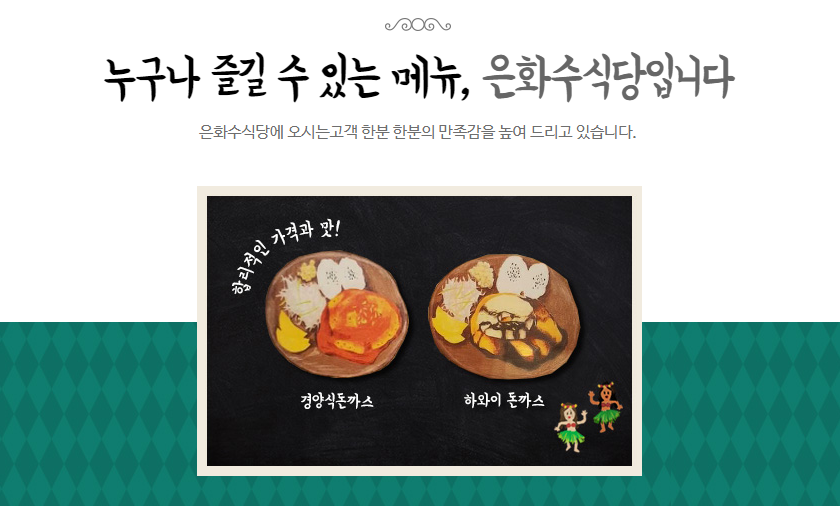 누구나 즐길 수 있는 메뉴, 은화수식당입니다
은화수식당에 오시는고객 한분 한분의 만족감을 높여 드리고 있습니다.
합리적인 가격과 맛!
경양식돈까스
하와이 돈까스